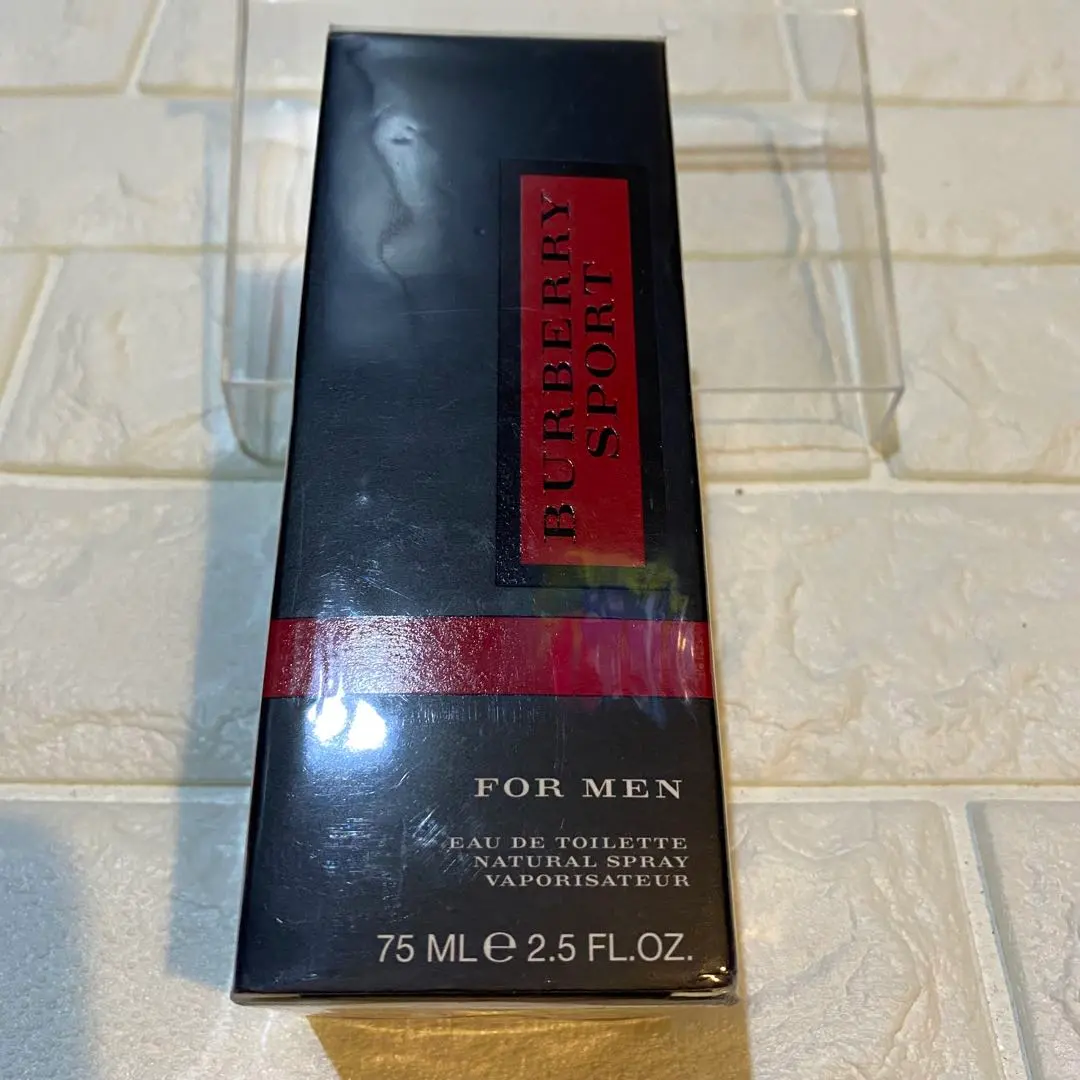 BURBERRY
SPORT
FOR MEN
EAU DE TOILETTE
NATURAL SPRAY
VAPORISATEUR
75 ML ℮ 2.5 FL.OZ.